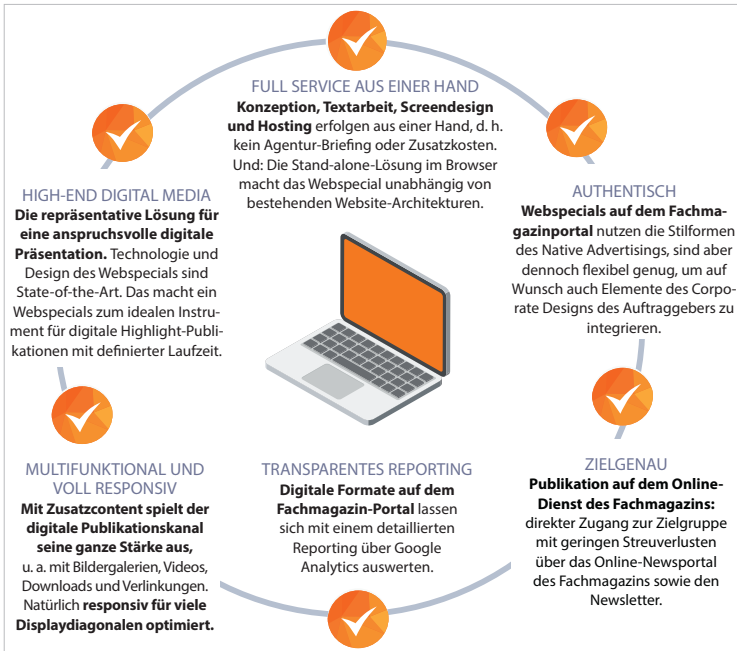 FULL SERVICE AUS EINER HAND
Konzeption, Textarbeit, Screendesign
und Hosting erfolgen aus einer Hand, d. h.
kein Agentur-Briefing oder Zusatzkosten.
Und: Die Stand-alone-Lösung im Browser
macht das Webspecial unabhängig von
bestehenden Website-Architekturen.
HIGH-END DIGITAL MEDIA
Die repräsentative Lösung für
eine anspruchsvolle digitale
Präsentation. Technologie und
Design des Webspecials sind
State-of-the-Art. Das macht ein
Webspecials zum idealen Instru-
ment für digitale Highlight-Publi-
kationen mit definierter Laufzeit.
AUTHENTISCH
Webspecials auf dem Fachma-
gazinportal nutzen die Stilformen
des Native Advertisings, sind aber
dennoch flexibel genug, um auf
Wunsch auch Elemente des Corpo-
rate Designs des Auftraggebers zu
integrieren.
MULTIFUNKTIONAL UND
VOLL RESPONSIV
Mit Zusatzcontent spielt der
digitale Publikationskanal
seine ganze Stärke aus,
u. a. mit Bildergalerien, Videos,
Downloads und Verlinkungen.
Natürlich responsiv für viele
Displaydiagonalen optimiert.
TRANSPARENTES REPORTING
Digitale Formate auf dem
Fachmagazin-Portal lassen
sich mit einem detaillierten
Reporting über Google
Analytics auswerten.
ZIELGENAU
Publikation auf dem Online-
Dienst des Fachmagazins:
direkter Zugang zur Zielgruppe
mit geringen Streuverlusten
über das Online-Newsportal
des Fachmagazins sowie den
Newsletter.